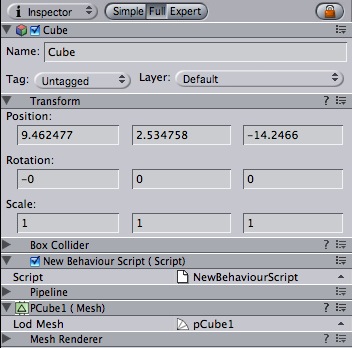 i Inspector Simple Full Expert
Cube
Name: Cube
Tag: Untagged Layer: Default
Transform ?
Position:
9.462477 2.534758 -14.2466
Rotation:
-0 0 0
Scale:
1 1 1
Box Collider ?
New Behaviour Script (Script)
Script NewBehaviourScript
Pipeline ?
PCube1 (Mesh) ?
Lod Mesh pCube1
Mesh Renderer ?